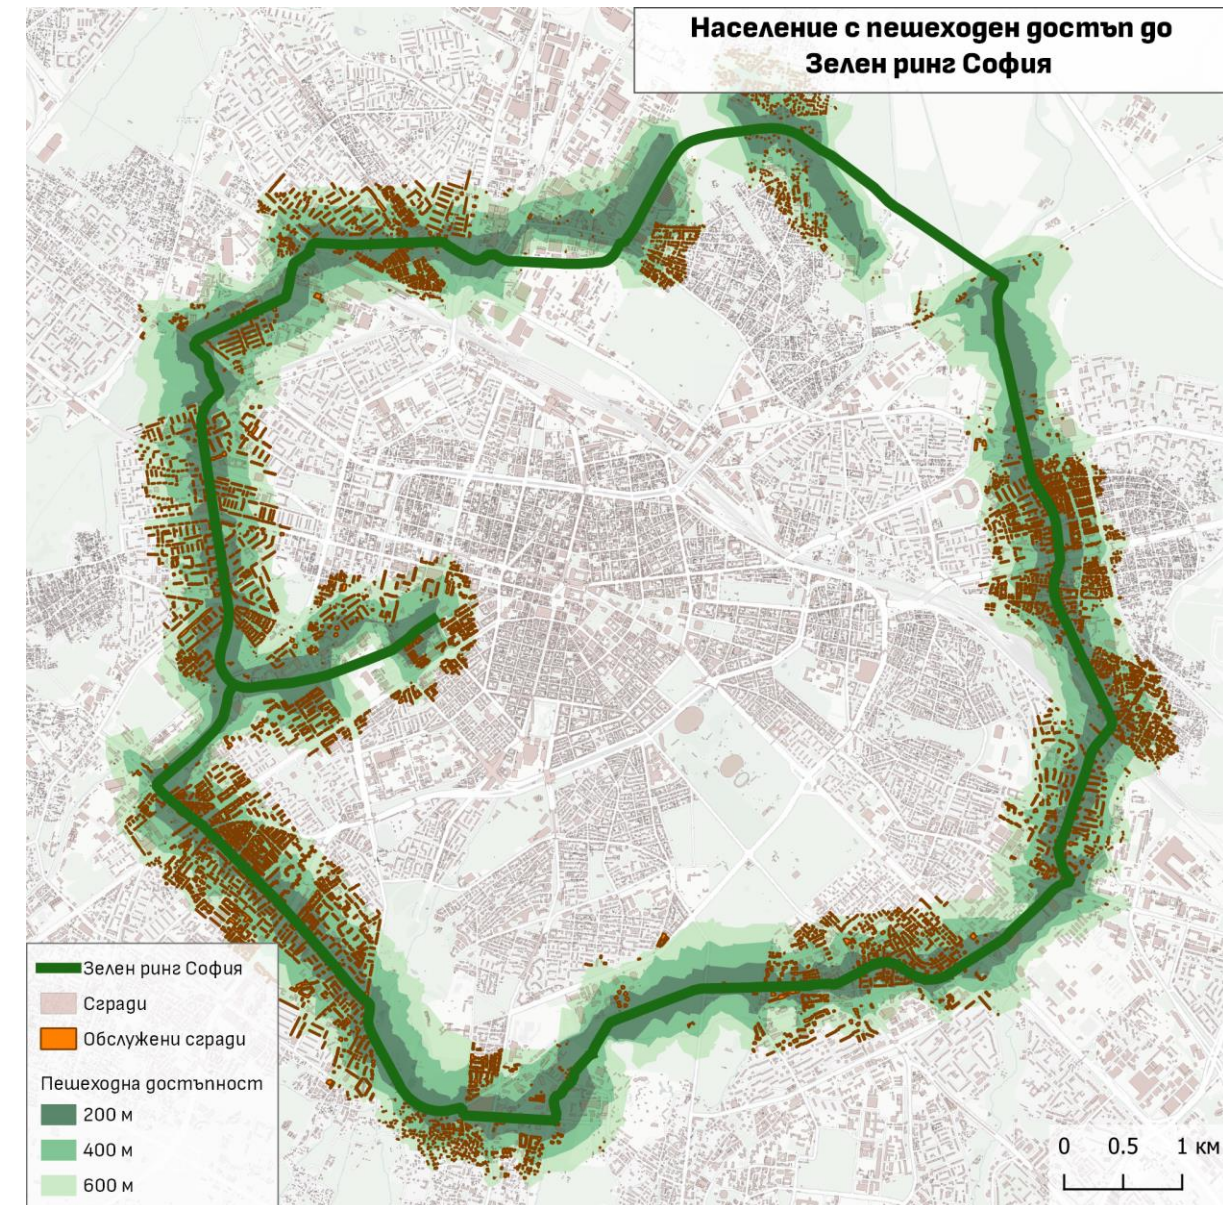 Население с пешеходен достъп до
Зелен ринг София
Зелен ринг София
Сгради
Обслужени сгради
Пешеходна достъпност
200 м
400 м
600 м
0 0.5 1 км